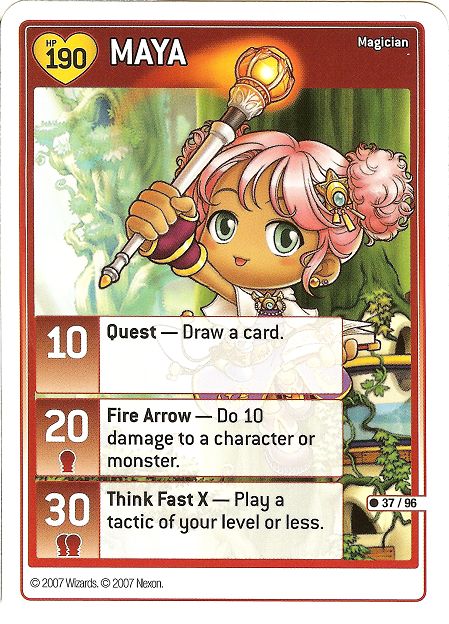 HP
190
MAYA
Magician
10
Quest — Draw a card.
20
Fire Arrow — Do 10
damage to a character or
monster.
30
Think Fast X — Play a
tactic of your level or less.
37 / 96
© 2007 Wizards. © 2007 Nexon.